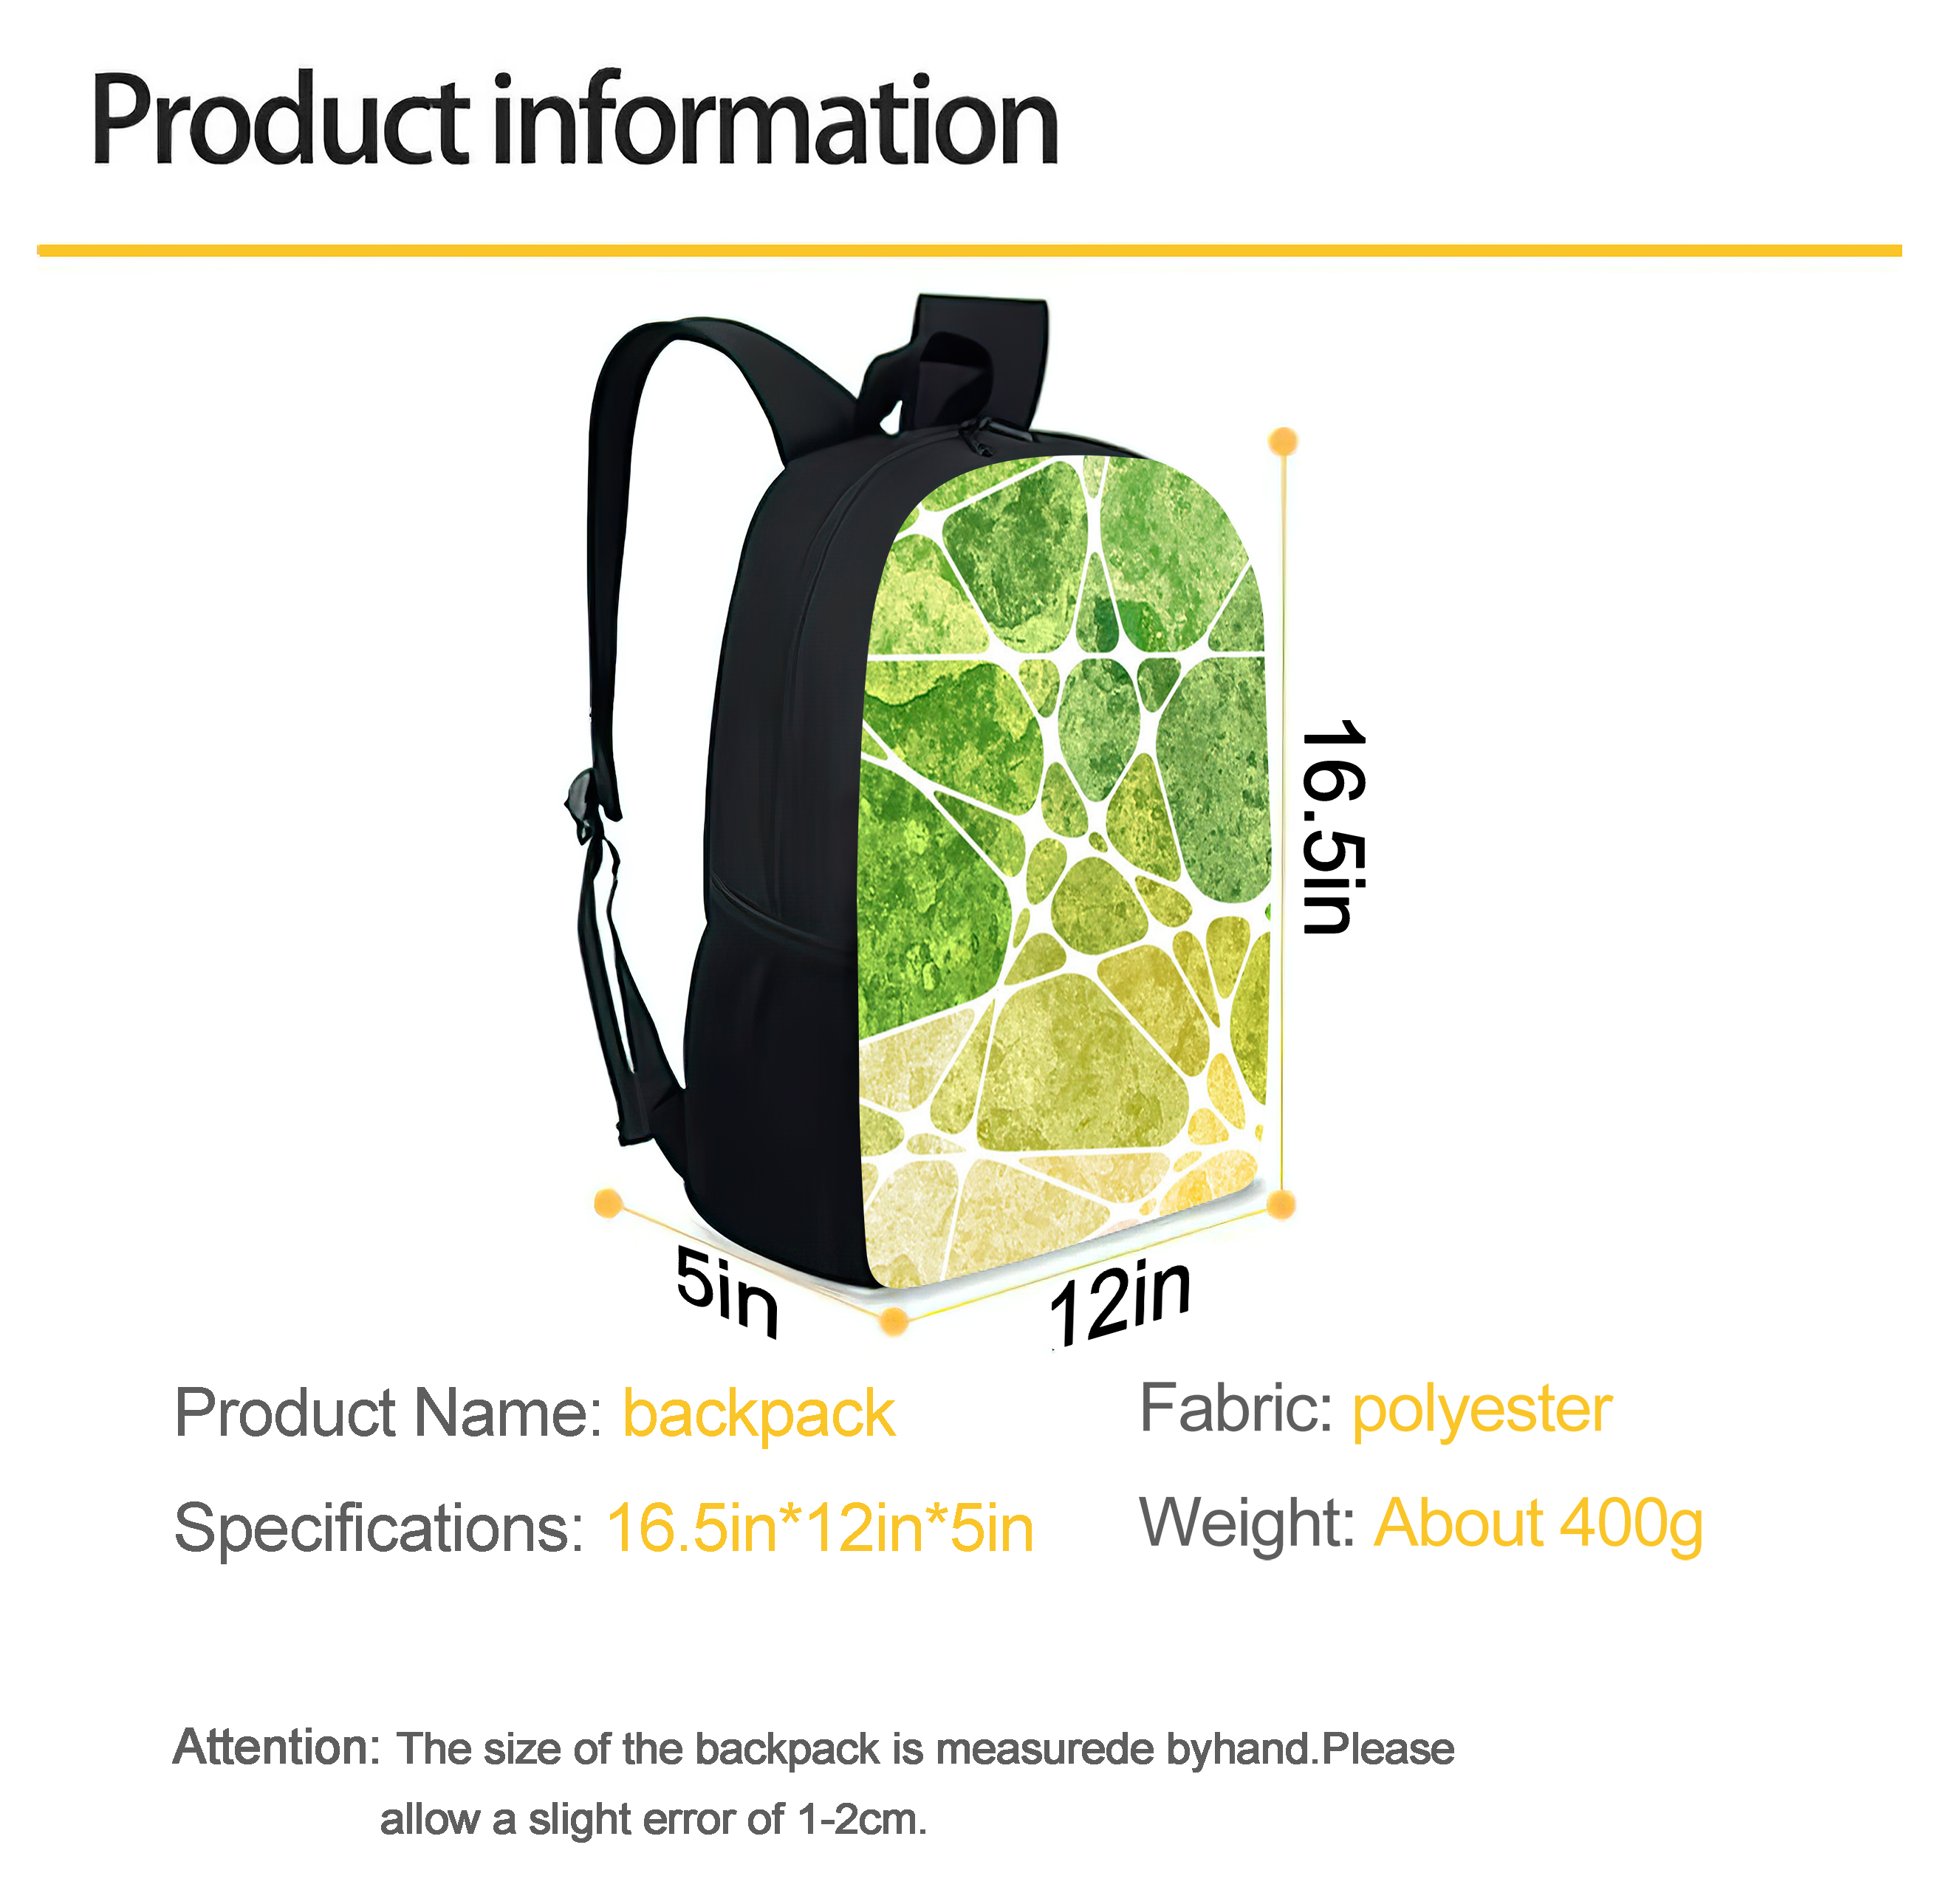 Product information
16.5in
5in
12in
Product Name: backpack
Fabric: polyester
Specifications: 16.5in*12in*5in
Weight: About 400g
Attention: The size of the backpack is measurede byhand.Please
allow a slight error of 1-2cm.